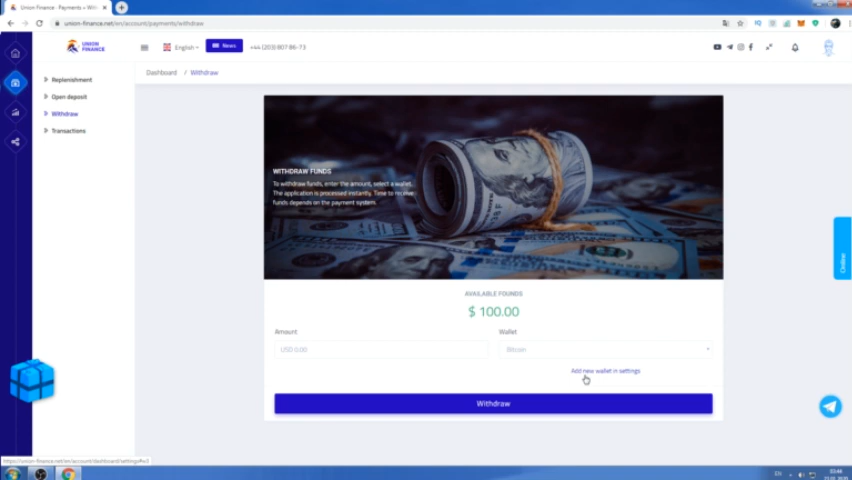 Union Finance - Payments » With
union-finance.net/en/account/payments/withdraw
UNION
FINANCE
English
News
+44 (203) 807 86-73
Replenishment
Open deposit
Withdraw
Transactions
Dashboard / Withdraw
WITHDRAW FUNDS
To withdraw funds, enter the amount, select a wallet.
The application is processed instantly. Time to receive
funds depends on the payment system.
AVAILABLE FOUNDS
$ 100.00
Amount
Wallet
USD 0.00
Bitcoin
Add new wallet in settings
Withdraw
Online
https://union-finance.net/en/account/dashboard/settings#w3
EN
03:44